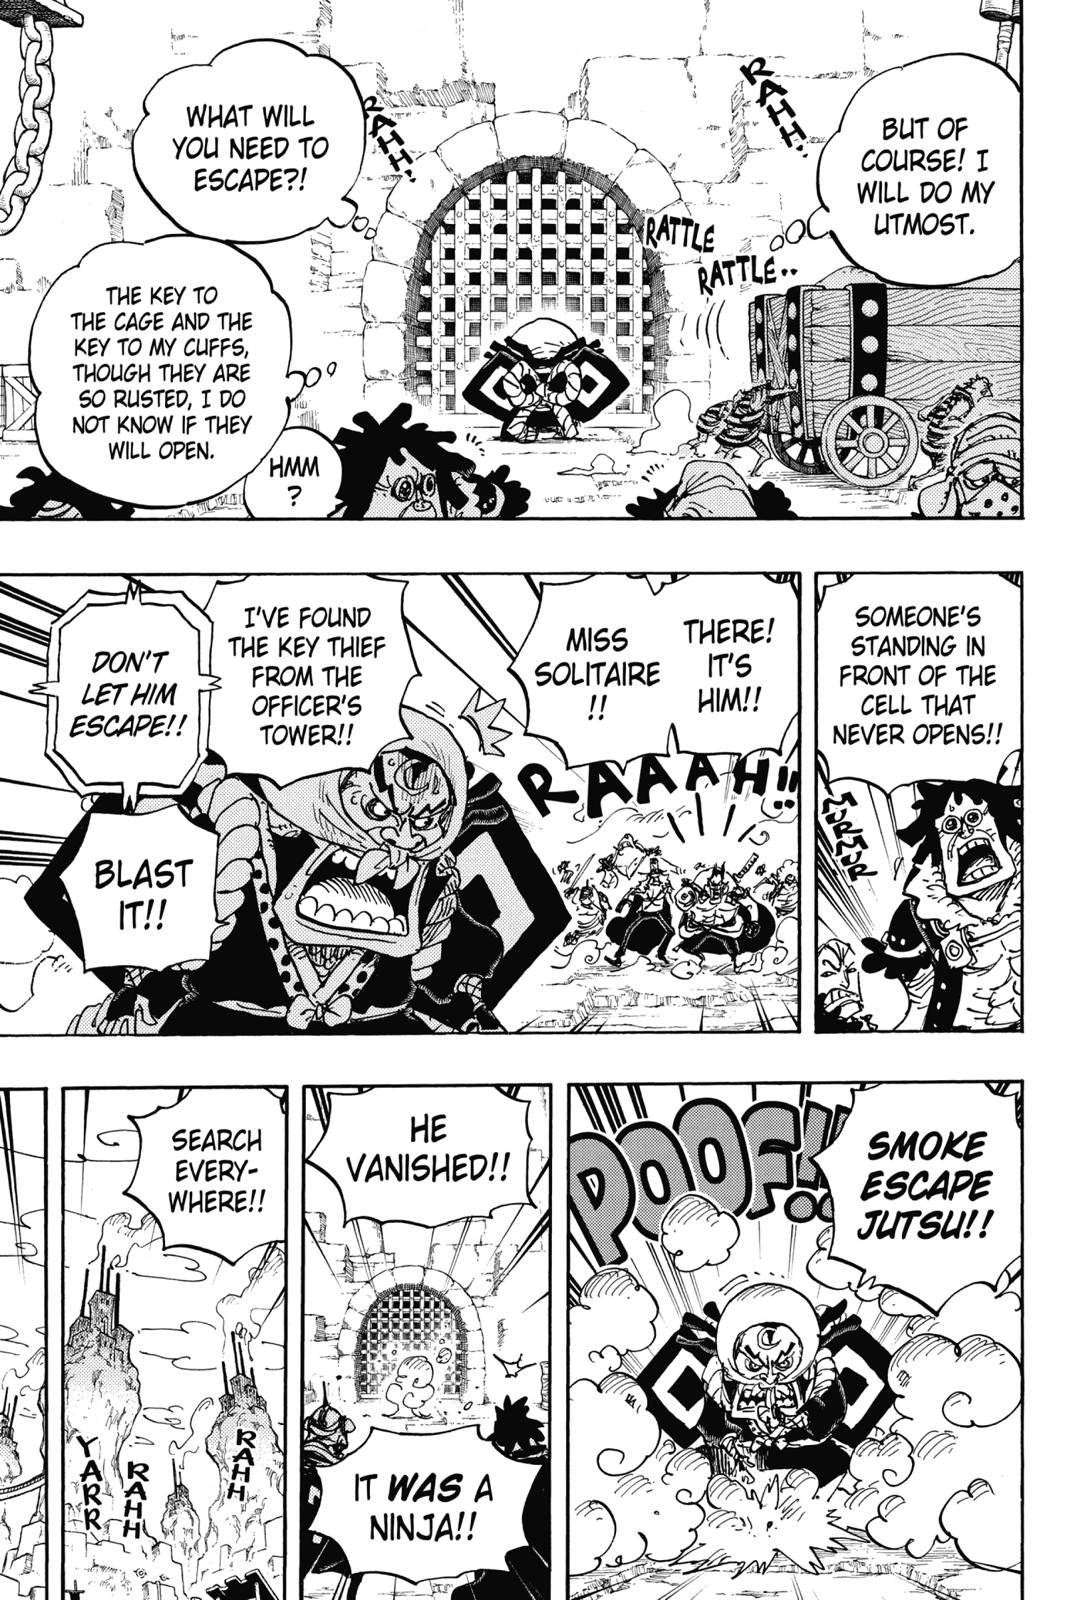 RAHH!
BUT OF
COURSE! I
WILL DO MY
UTMOST.
RATTLE
RATTLE..
RAHH!
WHAT WILL
YOU NEED TO
ESCAPE?!
THE KEY TO
THE CAGE AND THE
KEY TO MY CUFFS,
THOUGH THEY ARE
SO RUSTED, I DO
NOT KNOW IF THEY
WILL OPEN.
HMM
?
SOMEONE'S
STANDING IN
FRONT OF THE
CELL THAT
NEVER OPENS!!
MURMUR
THERE!
IT'S
HIM!!
MISS
SOLITAIRE
!!
RAAAAH!!
I'VE FOUND
THE KEY THIEF
FROM THE
OFFICER'S
TOWER!!
DON'T
LET HIM
ESCAPE!!
BLAST
IT!!
SMOKE
ESCAPE
JUTSU!!
POOF!!
HE
VANISHED!!
IT WAS A
NINJA!!
SEARCH
EVERY-
WHERE!!
RAHH
RAHH
YARR